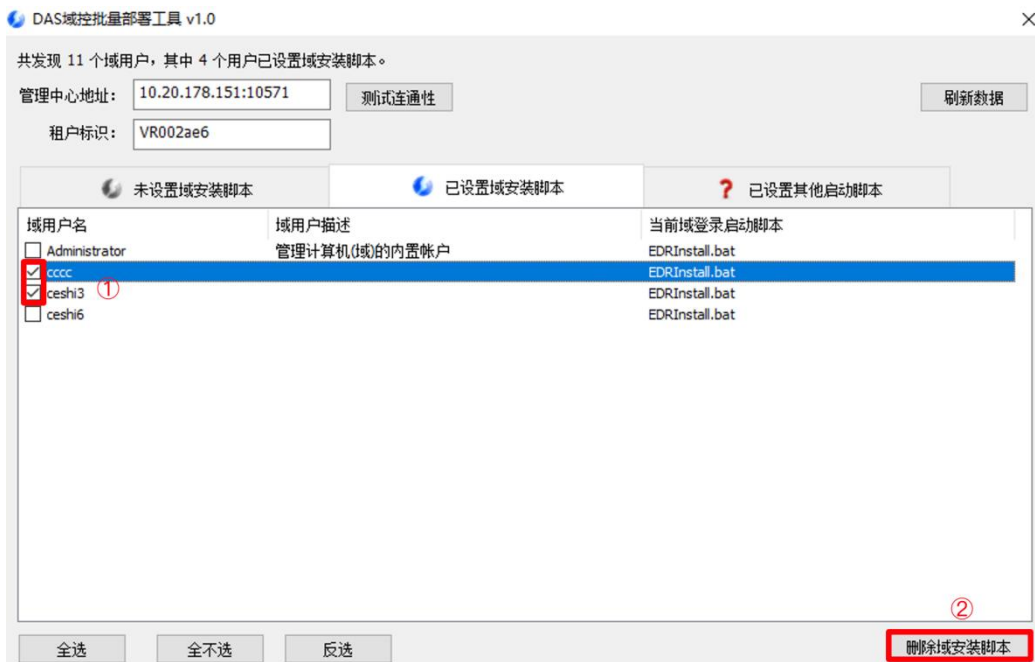 DAS域控批量部署工具 v1.0
共发现 11 个域用户，其中 4 个用户已设置域安装脚本。
管理中心地址： 10.20.178.151:10571 测试连通性 刷新数据
租户标识： VR002ae6
未设置域安装脚本 已设置域安装脚本 ? 已设置其他启动脚本
域用户名 域用户描述 当前域登录启动脚本
Administrator 管理计算机(域)的内置帐户 EDRInstall.bat
cccc EDRInstall.bat
ceshi3 ① EDRInstall.bat
ceshi6 EDRInstall.bat
②
全选 全不选 反选 删除域安装脚本